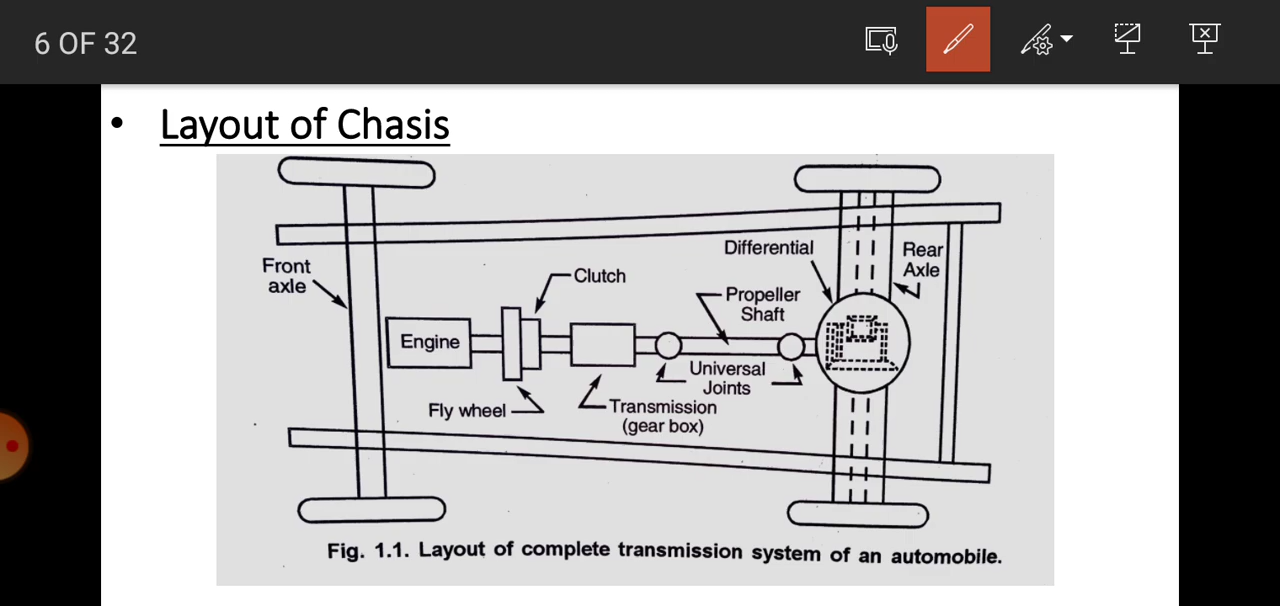 6 OF 32
• Layout of Chasis
Front
axle
Engine
Clutch
Fly wheel
Transmission
(gear box)
Propeller
Shaft
Universal
Joints
Differential
Rear
Axle
Fig. 1.1. Layout of complete transmission system of an automobile.